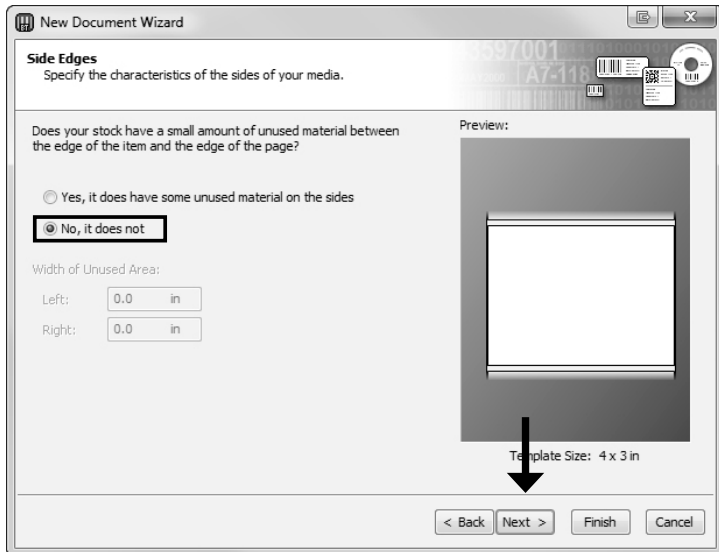 New Document Wizard
Side Edges
Specify the characteristics of the sides of your media.
3597001
A7-118
Does your stock have a small amount of unused material between
the edge of the item and the edge of the page?
Preview:
Yes, it does have some unused material on the sides
No, it does not
Width of Unused Area:
Left: 0.0 in
Right: 0.0 in
Template Size: 4 x 3 in
< Back Next > Finish Cancel